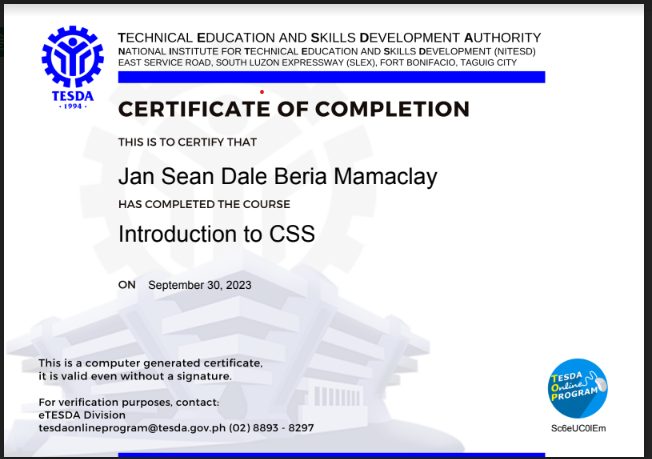 TECHNICAL EDUCATION AND SKILLS DEVELOPMENT AUTHORITY
NATIONAL INSTITUTE FOR TECHNICAL EDUCATION AND SKILLS DEVELOPMENT (NITESD)
EAST SERVICE ROAD, SOUTH LUZON EXPRESSWAY (SLEX), FORT BONIFACIO, TAGUIG CITY
TESDA
· 1994 ·
CERTIFICATE OF COMPLETION
THIS IS TO CERTIFY THAT
Jan Sean Dale Beria Mamaclay
HAS COMPLETED THE COURSE
Introduction to CSS
ON September 30, 2023
This is a computer generated certificate,
it is valid even without a signature.
For verification purposes, contact:
eTESDA Division
tesdaonlineprogram@tesda.gov.ph (02) 8893 - 8297
TESDA
Online
PROGRAM